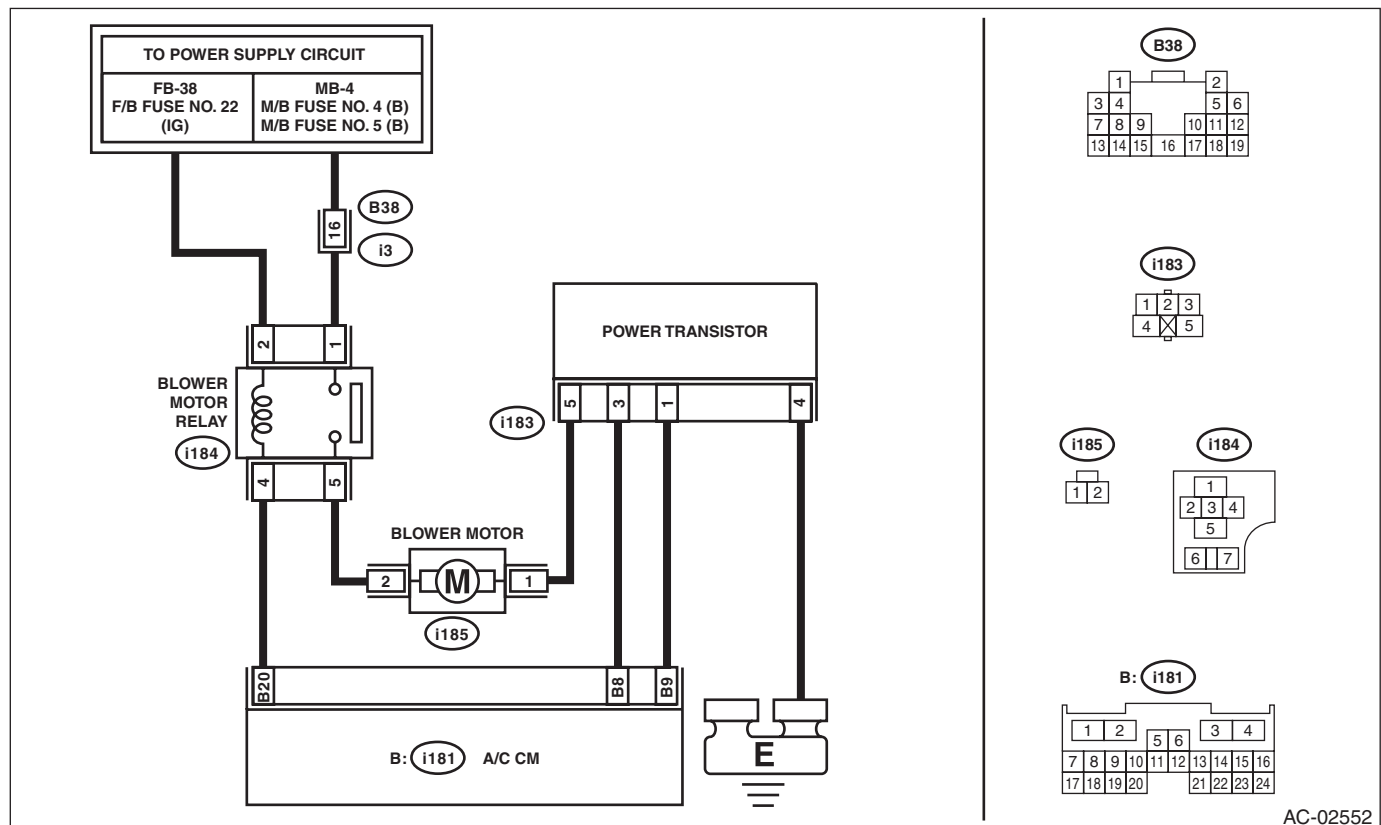 TO POWER SUPPLY CIRCUIT
FB-38
F/B FUSE NO. 22
(IG)
MB-4
M/B FUSE NO. 4 (B)
M/B FUSE NO. 5 (B)
16
B38
i3
2 1
BLOWER
MOTOR
RELAY
i184
4 5
POWER TRANSISTOR
5 3 1 4
i183
BLOWER MOTOR
2 M 1
i185
B20 B8 B9
B: i181 A/C CM
E
B38
1 2
3 4 5 6
7 8 9 10 11 12
13 14 15 16 17 18 19
i183
1 2 3
4 5
i185
1 2
i184
1
2 3 4
5
6 7
B: i181
1 2 3 4
5 6
7 8 9 10 11 12 13 14 15 16
17 18 19 20 21 22 23 24
AC-02552